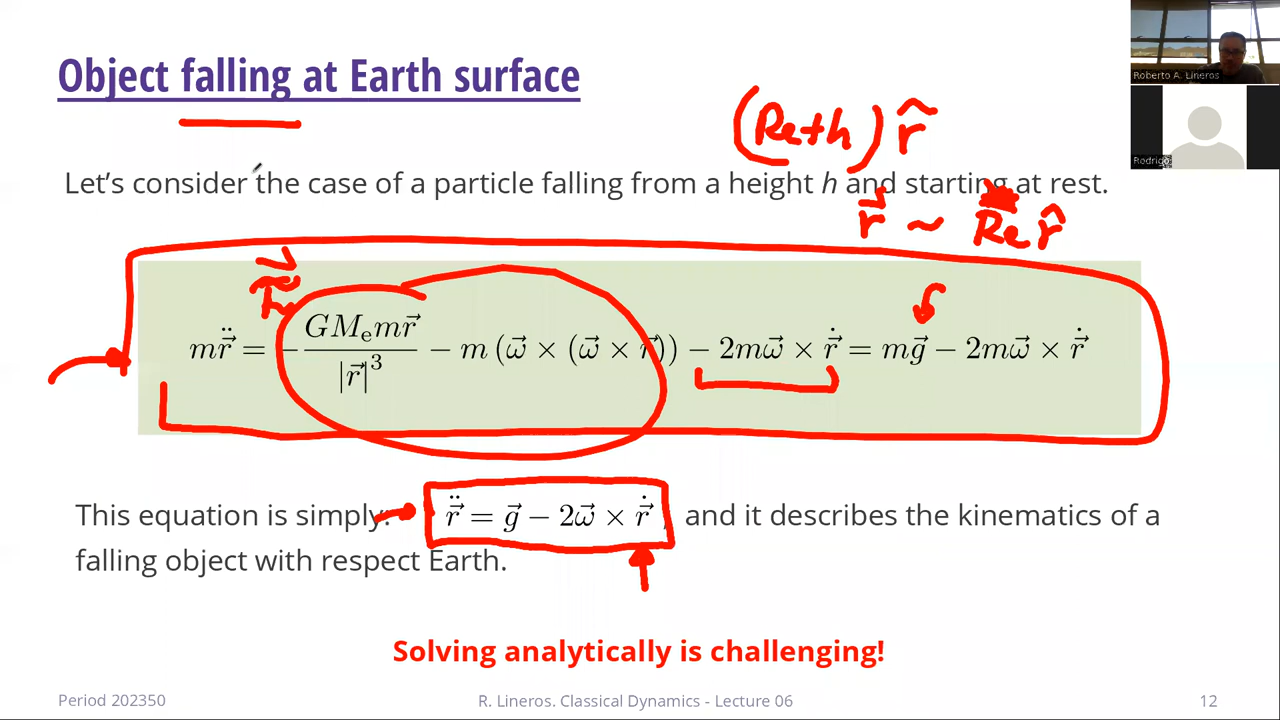 Object falling at Earth surface
Roberto A. Lineros
Rodrigo
(Re+h) r̂
Let's consider the case of a particle falling from a height h and starting at rest.
r⃗ ~ Re r̂
m r⃗̈ = − GMₑm r⃗ / |r⃗|³ − m (ω⃗ × (ω⃗ × r⃗)) − 2mω⃗ × r⃗̇ = mg⃗ − 2mω⃗ × r⃗̇
This equation is simply: r⃗̈ = g⃗ − 2ω⃗ × r⃗̇ , and it describes the kinematics of a
falling object with respect Earth.
Solving analytically is challenging!
Period 202350
R. Lineros. Classical Dynamics - Lecture 06
12